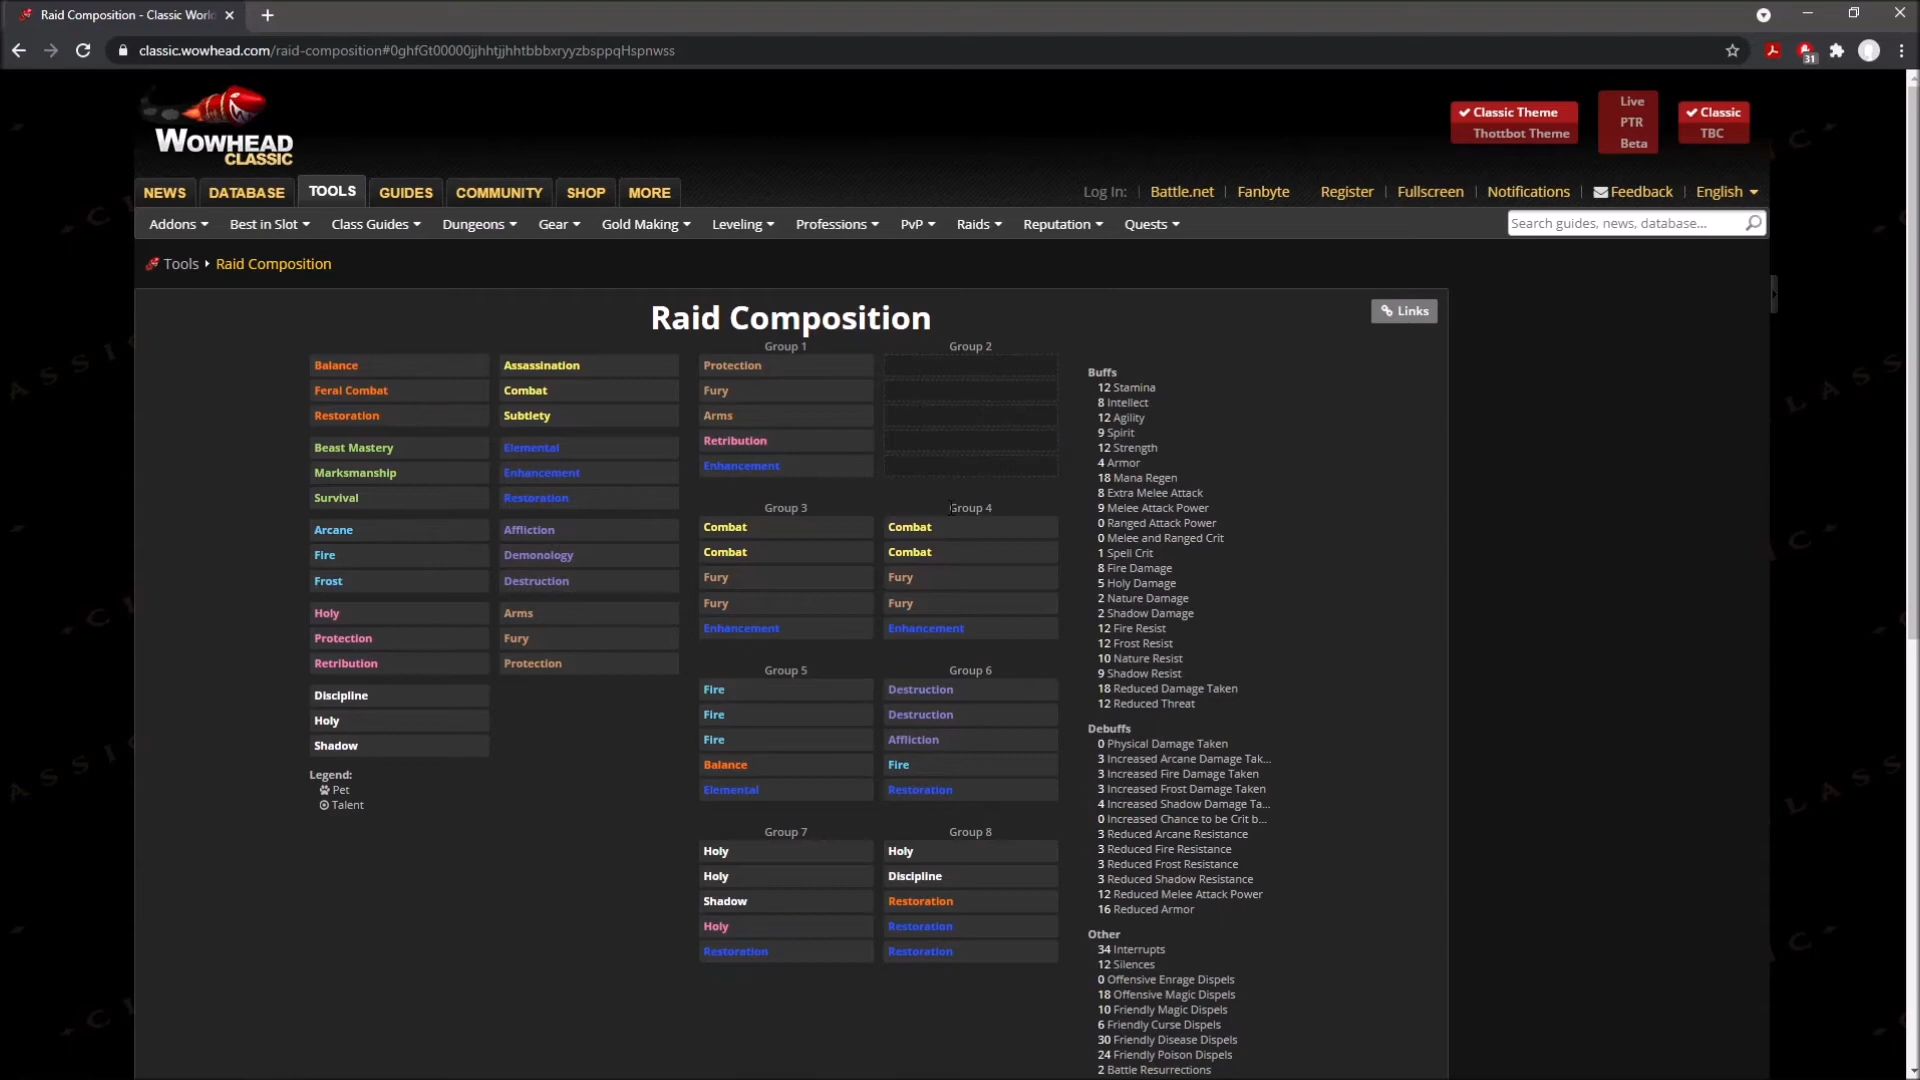 Raid Composition - Classic World
classic.wowhead.com/raid-composition#0ghfGt00000jjhhtjjhhtbbbxryyzbsppqHspnwss
31
WOWHEAD
CLASSIC
Classic Theme
Thottbot Theme
Live
PTR
Beta
Classic
TBC
NEWS DATABASE TOOLS GUIDES COMMUNITY SHOP MORE
Log In: Battle.net Fanbyte Register Fullscreen Notifications Feedback English
Addons Best in Slot Class Guides Dungeons Gear Gold Making Leveling Professions PvP Raids Reputation Quests
Search guides, news, database...
Tools Raid Composition
Raid Composition
Links
Balance
Feral Combat
Restoration
Beast Mastery
Marksmanship
Survival
Arcane
Fire
Frost
Holy
Protection
Retribution
Discipline
Holy
Shadow
Legend:
Pet
Talent
Assassination
Combat
Subtlety
Elemental
Enhancement
Restoration
Affliction
Demonology
Destruction
Arms
Fury
Protection
Group 1
Protection
Fury
Arms
Retribution
Enhancement
Group 2
Group 3
Combat
Combat
Fury
Fury
Enhancement
Group 4
Combat
Combat
Fury
Fury
Enhancement
Group 5
Fire
Fire
Fire
Balance
Elemental
Group 6
Destruction
Destruction
Affliction
Fire
Restoration
Group 7
Holy
Holy
Shadow
Holy
Restoration
Group 8
Holy
Discipline
Restoration
Restoration
Restoration
Buffs
12 Stamina
8 Intellect
12 Agility
9 Spirit
12 Strength
4 Armor
18 Mana Regen
8 Extra Melee Attack
9 Melee Attack Power
0 Ranged Attack Power
0 Melee and Ranged Crit
1 Spell Crit
8 Fire Damage
5 Holy Damage
2 Nature Damage
2 Shadow Damage
12 Fire Resist
12 Frost Resist
10 Nature Resist
9 Shadow Resist
18 Reduced Damage Taken
12 Reduced Threat
Debuffs
0 Physical Damage Taken
3 Increased Arcane Damage Tak...
3 Increased Fire Damage Taken
3 Increased Frost Damage Taken
4 Increased Shadow Damage Ta...
0 Increased Chance to be Crit b...
3 Reduced Arcane Resistance
3 Reduced Fire Resistance
3 Reduced Frost Resistance
3 Reduced Shadow Resistance
12 Reduced Melee Attack Power
16 Reduced Armor
Other
34 Interrupts
12 Silences
0 Offensive Enrage Dispels
18 Offensive Magic Dispels
10 Friendly Magic Dispels
6 Friendly Curse Dispels
30 Friendly Disease Dispels
24 Friendly Poison Dispels
2 Battle Resurrections